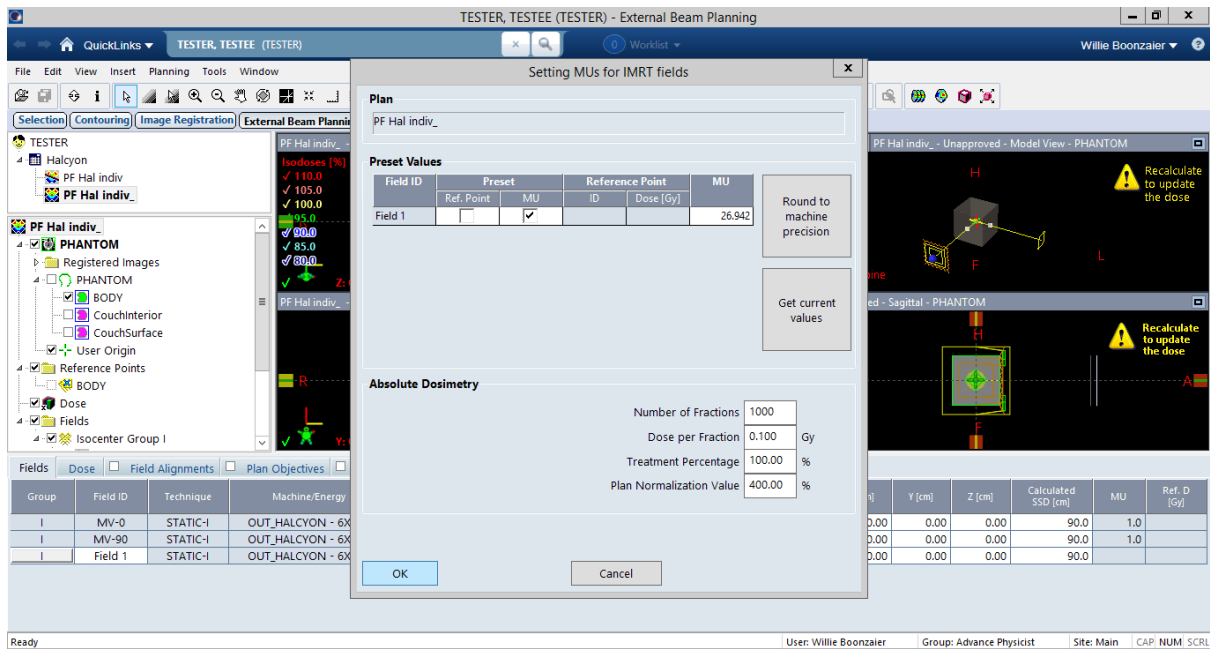 TESTER, TESTEE (TESTER) - External Beam Planning
QuickLinks
TESTER, TESTEE (TESTER)
0 Worklist
Willie Boonzaier
File Edit View Insert Planning Tools Window
Selection Contouring Image Registration External Beam Plannin
TESTER
Halcyon
PF Hal indiv
PF Hal indiv_
PF Hal indiv_
PHANTOM
Registered Images
PHANTOM
BODY
CouchInterior
CouchSurface
User Origin
Reference Points
BODY
Dose
Fields
Isocenter Group I
PF Hal indiv_ -
Isodoses [%]
110.0
105.0
100.0
95.0
90.0
85.0
80.0
Z:
PF Hal indiv_ -
R
Y:
Setting MUs for IMRT fields
Plan
PF Hal indiv_
Preset Values
Field ID Preset Reference Point MU
Ref. Point MU ID Dose [Gy]
Field 1 26.942
Round to
machine
precision
Get current
values
Absolute Dosimetry
Number of Fractions 1000
Dose per Fraction 0.100 Gy
Treatment Percentage 100.00 %
Plan Normalization Value 400.00 %
OK Cancel
PF Hal indiv_ - Unapproved - Model View - PHANTOM
H
Recalculate
to update
the dose
L
F
ine
ed - Sagittal - PHANTOM
H
Recalculate
to update
the dose
A
F
Fields Dose Field Alignments Plan Objectives
Group Field ID Technique Machine/Energy Y [cm] Z [cm] Calculated SSD [cm] MU Ref. D [Gy]
I MV-0 STATIC-I OUT_HALCYON - 6X 0.00 0.00 0.00 90.0 1.0
I MV-90 STATIC-I OUT_HALCYON - 6X 0.00 0.00 0.00 90.0 1.0
I Field 1 STATIC-I OUT_HALCYON - 6X 0.00 0.00 0.00 90.0
Ready User: Willie Boonzaier Group: Advance Physicist Site: Main CAP NUM SCRL